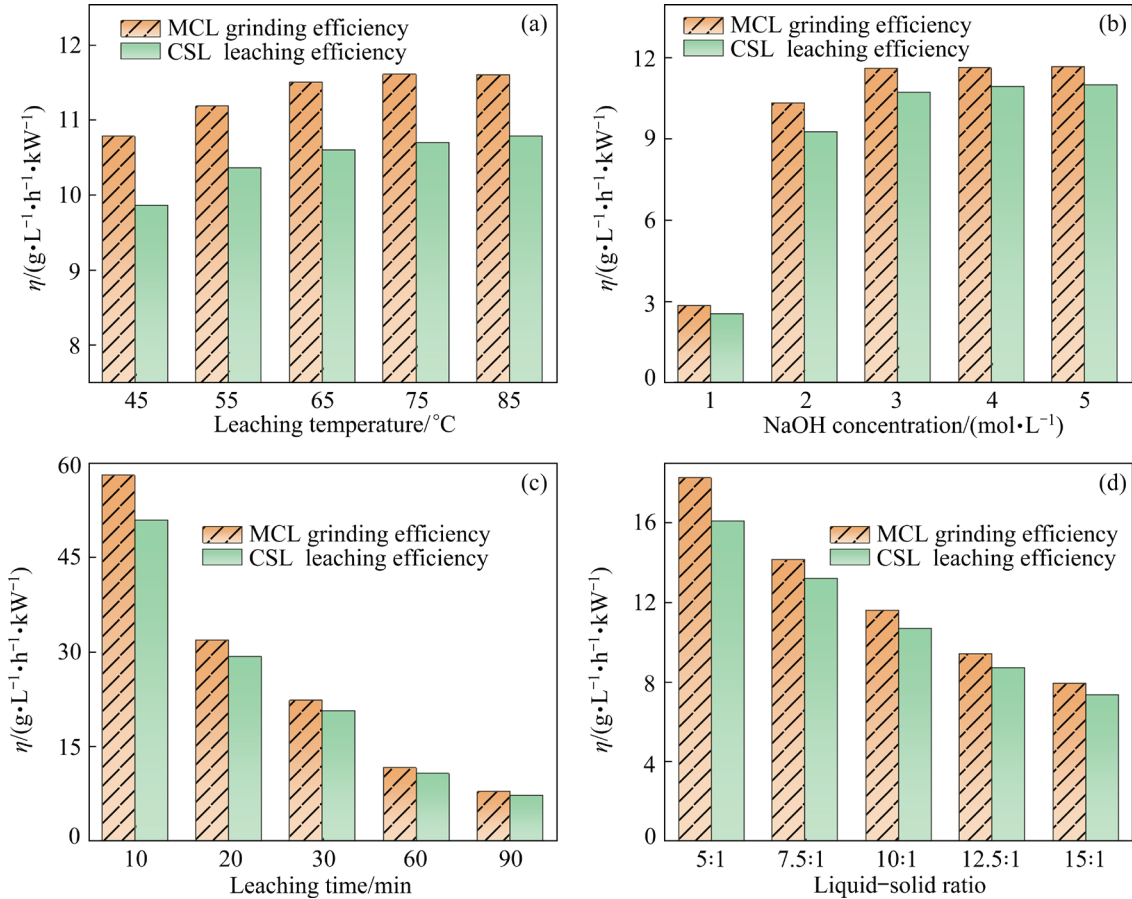 (a)
MCL grinding efficiency
CSL leaching efficiency
12
11
10
9
8
η/(g•L⁻¹•h⁻¹•kW⁻¹)
45 55 65 75 85
Leaching temperature/°C
(b)
MCL grinding efficiency
CSL leaching efficiency
12
9
6
3
0
η/(g•L⁻¹•h⁻¹•kW⁻¹)
1 2 3 4 5
NaOH concentration/(mol•L⁻¹)
(c)
MCL grinding efficiency
CSL leaching efficiency
60
45
30
15
0
η/(g•L⁻¹•h⁻¹•kW⁻¹)
10 20 30 60 90
Leaching time/min
(d)
MCL grinding efficiency
CSL leaching efficiency
16
12
8
4
0
η/(g•L⁻¹•h⁻¹•kW⁻¹)
5:1 7.5:1 10:1 12.5:1 15:1
Liquid−solid ratio